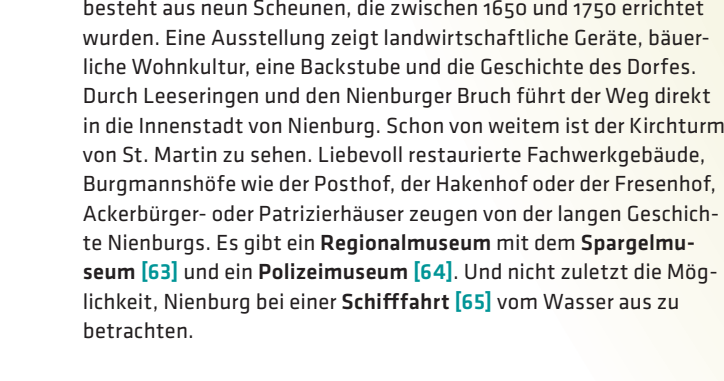 besteht aus neun Scheunen, die zwischen 1650 und 1750 errichtet
wurden. Eine Ausstellung zeigt landwirtschaftliche Geräte, bäuer-
liche Wohnkultur, eine Backstube und die Geschichte des Dorfes.
Durch Leeseringen und den Nienburger Bruch führt der Weg direkt
in die Innenstadt von Nienburg. Schon von weitem ist der Kirchturm
von St. Martin zu sehen. Liebevoll restaurierte Fachwerkgebäude,
Burgmannshöfe wie der Posthof, der Hakenhof oder der Fresenhof,
Ackerbürger- oder Patrizierhäuser zeugen von der langen Geschich-
te Nienburgs. Es gibt ein Regionalmuseum mit dem Spargelmu-
seum [63] und ein Polizeimuseum [64]. Und nicht zuletzt die Mög-
lichkeit, Nienburg bei einer Schifffahrt [65] vom Wasser aus zu
betrachten.